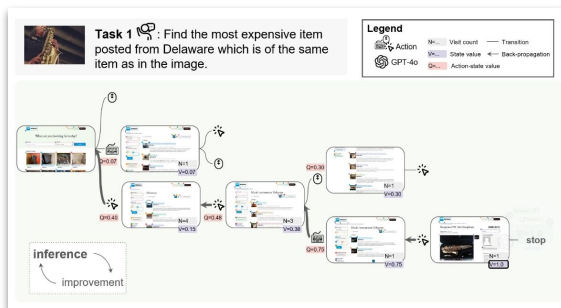 Task 1 : Find the most expensive item
posted from Delaware which is of the same
item as in the image.
Legend
Action
GPT-4o
N=... Visit count
V=... State value
Q=... Action-state value
Transition
Back-propagation
Q=0.07
N=1
V=0.07
Q=0.40
N=4
V=0.15
Q=0.48
N=3
V=0.38
Q=0.30
N=1
V=0.30
Q=0.75
N=1
V=0.75
N=1
V=1.0
stop
inference
improvement